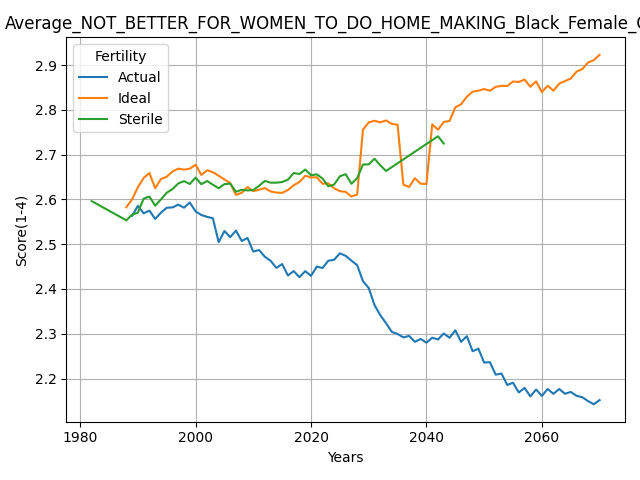 Average_NOT_BETTER_FOR_WOMEN_TO_DO_HOME_MAKING_Black_Female_
Fertility
Actual
Ideal
Sterile
2.9
2.8
2.7
2.6
2.5
2.4
2.3
2.2
Score(1-4)
1980
2000
2020
2040
2060
Years